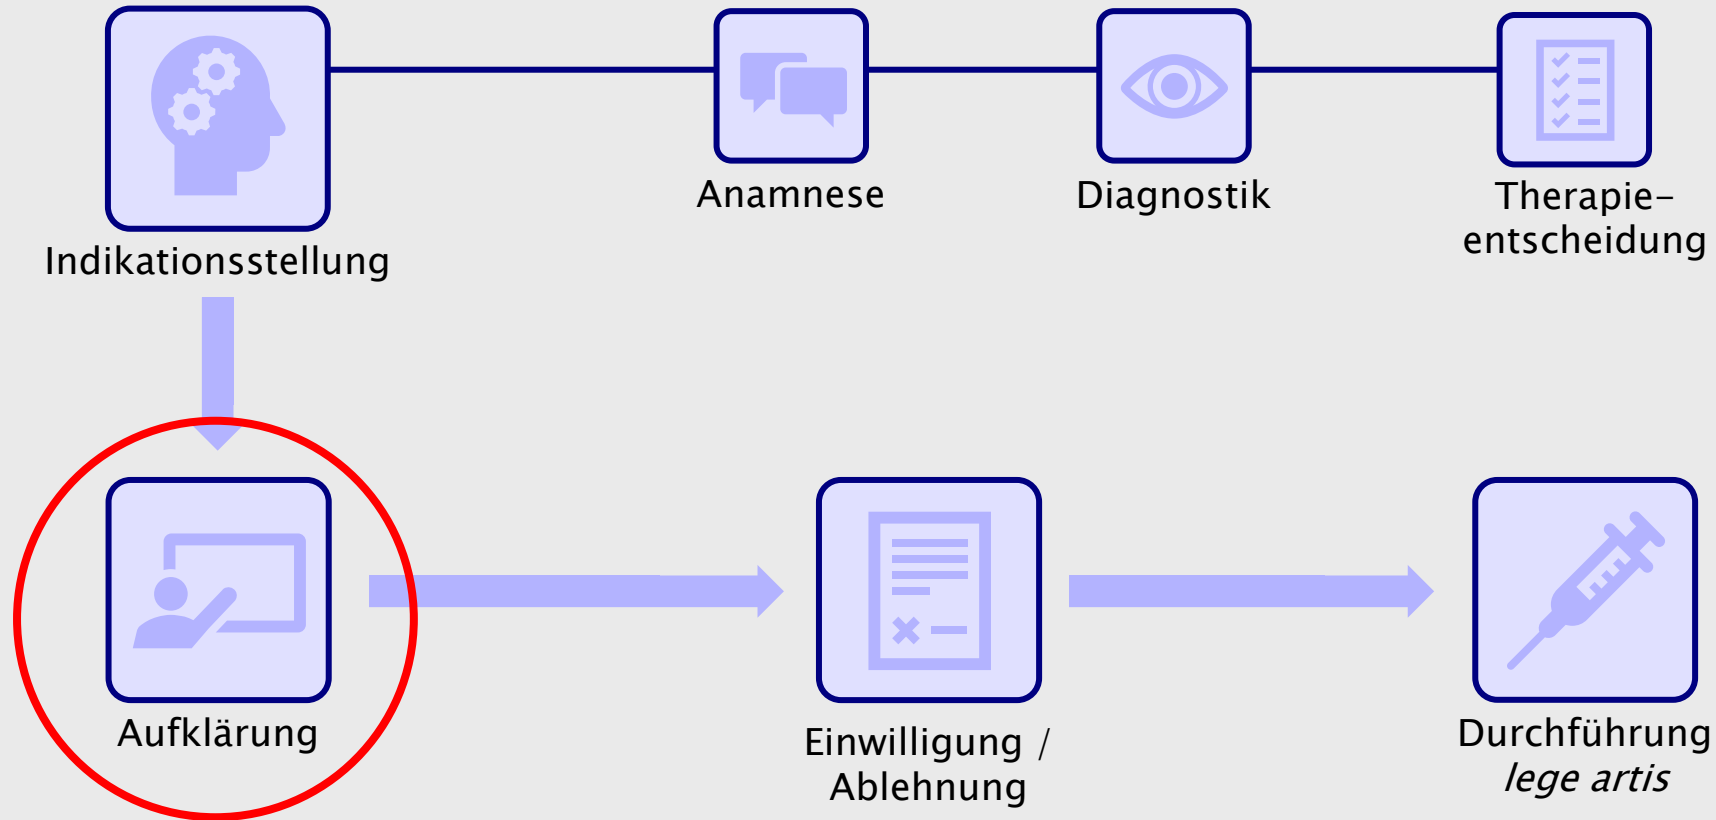 Indikationsstellung
Anamnese
Diagnostik
Therapie-
entscheidung
Aufklärung
Einwilligung /
Ablehnung
Durchführung
lege artis